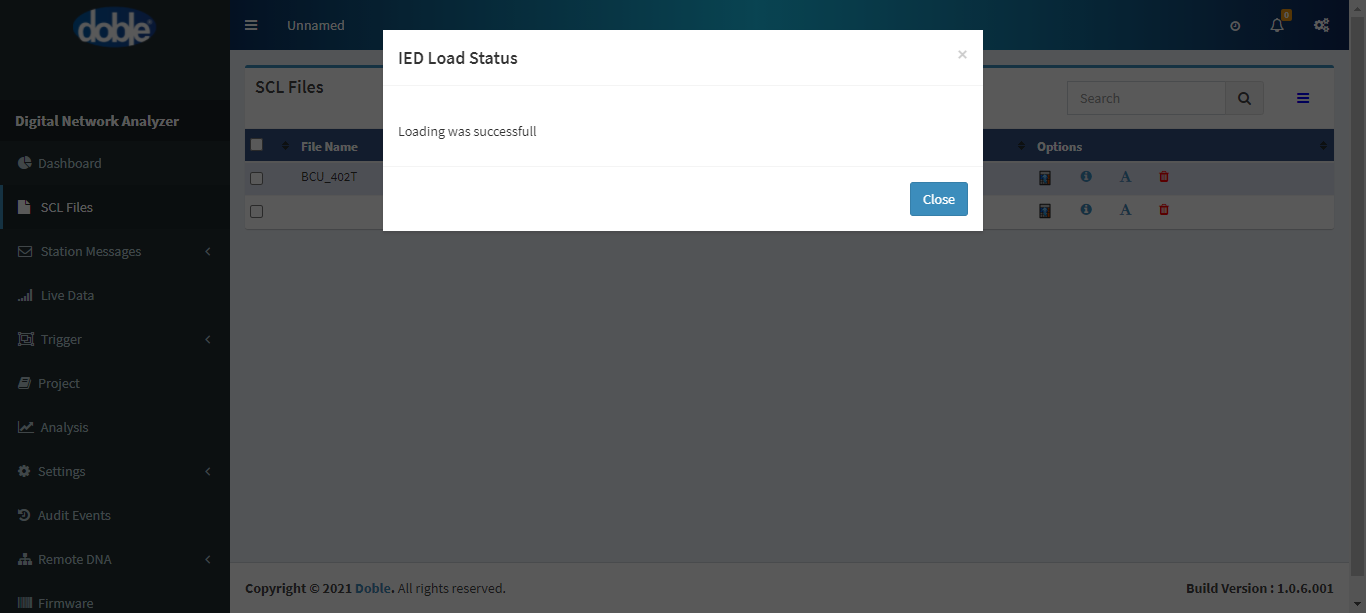 doble
Unnamed
0
IED Load Status
×
SCL Files
Search
Digital Network Analyzer
Loading was successfull
File Name
Options
Dashboard
BCU_402T
A
SCL Files
Close
A
Station Messages
Live Data
Trigger
Project
Analysis
Settings
Audit Events
Remote DNA
Copyright © 2021 Doble. All rights reserved.
Build Version : 1.0.6.001
Firmware